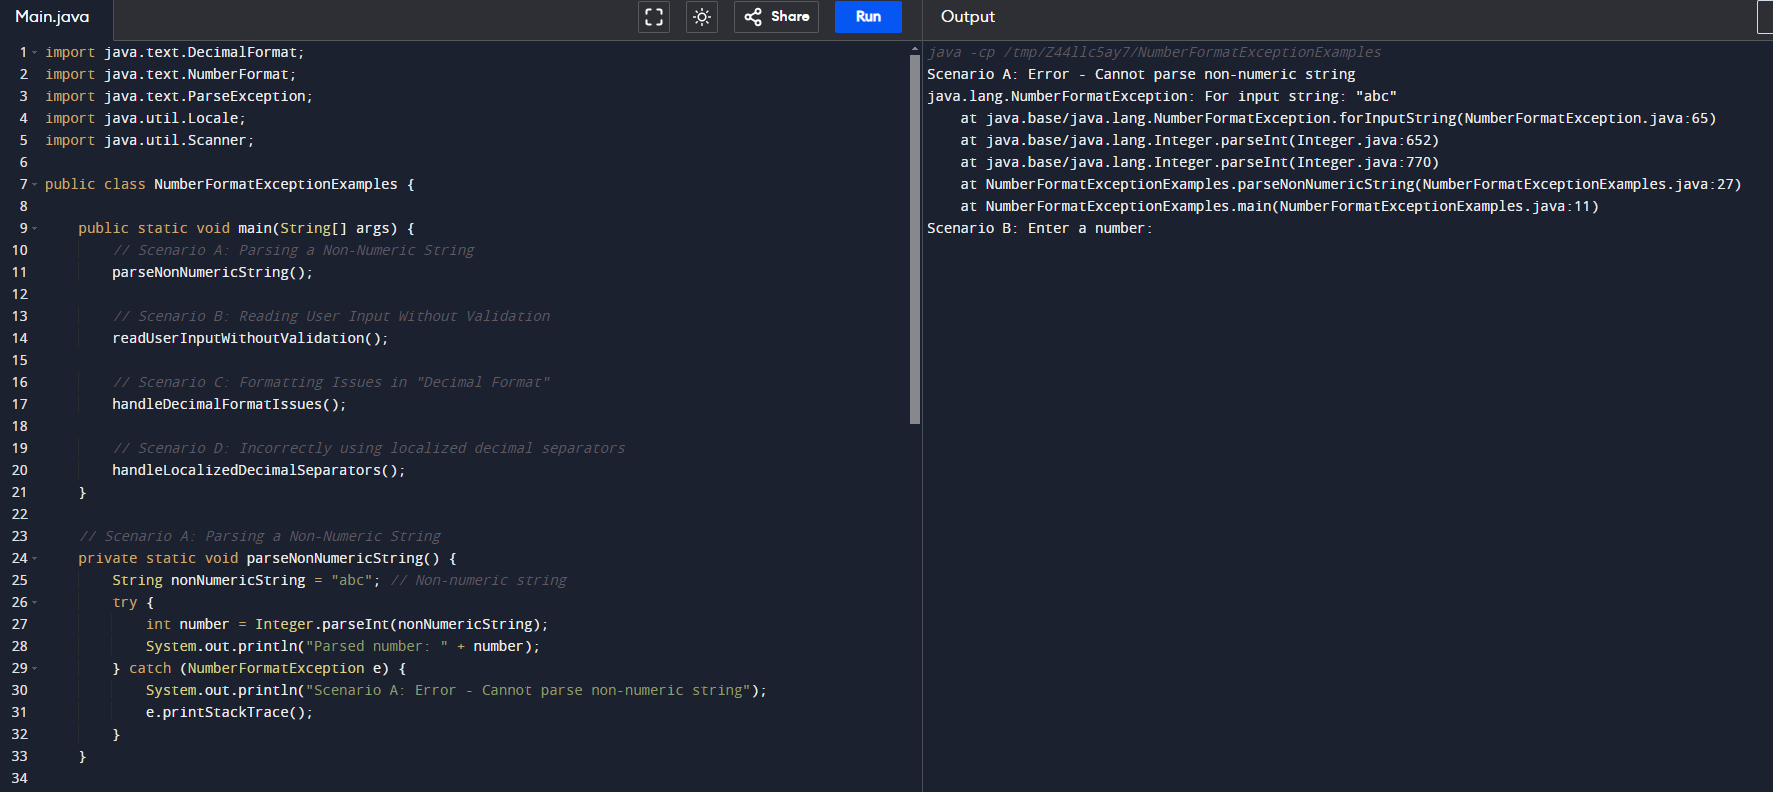 Main.java
Share
Run
Output
1 import java.text.DecimalFormat;
2 import java.text.NumberFormat;
3 import java.text.ParseException;
4 import java.util.Locale;
5 import java.util.Scanner;
6
7 public class NumberFormatExceptionExamples {
8
9     public static void main(String[] args) {
10         // Scenario A: Parsing a Non-Numeric String
11         parseNonNumericString();
12
13         // Scenario B: Reading User Input Without Validation
14         readUserInputWithoutValidation();
15
16         // Scenario C: Formatting Issues in "Decimal Format"
17         handleDecimalFormatIssues();
18
19         // Scenario D: Incorrectly using localized decimal separators
20         handleLocalizedDecimalSeparators();
21     }
22
23     // Scenario A: Parsing a Non-Numeric String
24     private static void parseNonNumericString() {
25         String nonNumericString = "abc"; // Non-numeric string
26         try {
27             int number = Integer.parseInt(nonNumericString);
28             System.out.println("Parsed number: " + number);
29         } catch (NumberFormatException e) {
30             System.out.println("Scenario A: Error - Cannot parse non-numeric string");
31             e.printStackTrace();
32         }
33     }
34
java -cp /tmp/Z44llc5ay7/NumberFormatExceptionExamples
Scenario A: Error - Cannot parse non-numeric string
java.lang.NumberFormatException: For input string: "abc"
    at java.base/java.lang.NumberFormatException.forInputString(NumberFormatException.java:65)
    at java.base/java.lang.Integer.parseInt(Integer.java:652)
    at java.base/java.lang.Integer.parseInt(Integer.java:770)
    at NumberFormatExceptionExamples.parseNonNumericString(NumberFormatExceptionExamples.java:27)
    at NumberFormatExceptionExamples.main(NumberFormatExceptionExamples.java:11)
Scenario B: Enter a number: